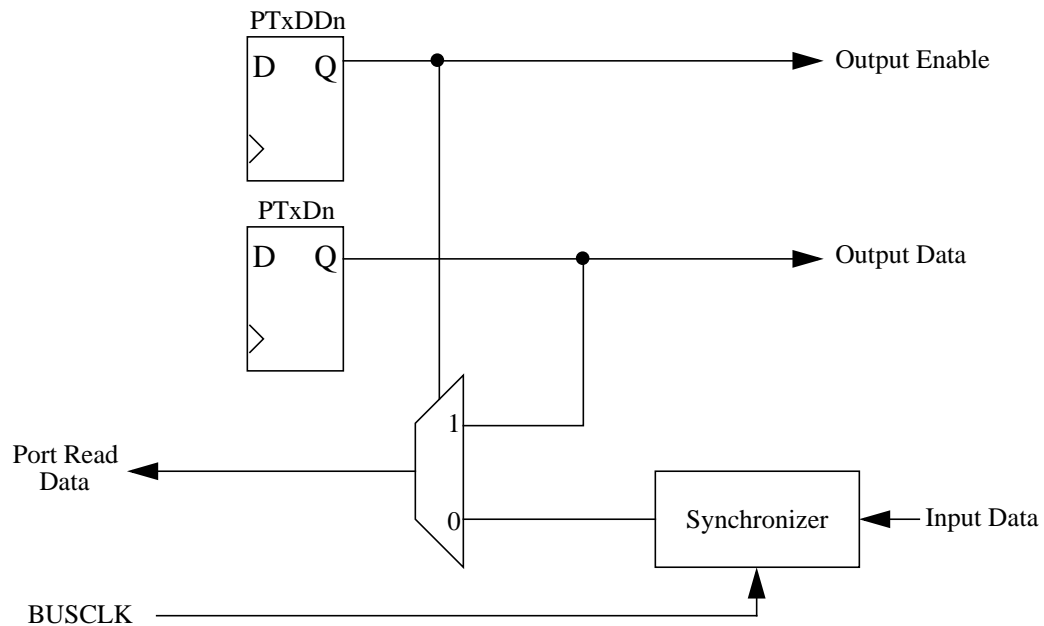 PTxDDn
D Q
Output Enable
PTxDn
D Q
Output Data
1
Port Read
Data
0
Synchronizer
Input Data
BUSCLK